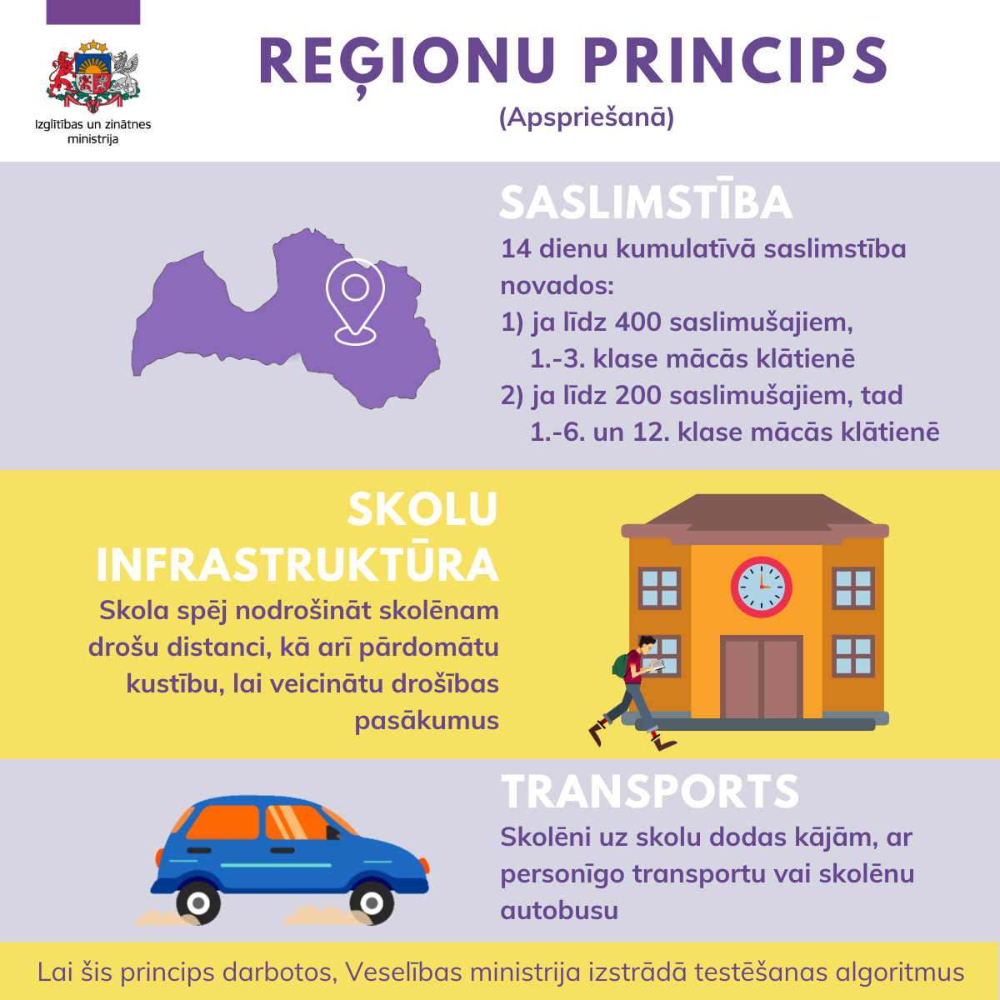 Izglītības un zinātnes
ministrija
REĢIONU PRINCIPS
(Apspriešanā)
SASLIMSTĪBA
14 dienu kumulatīvā saslimstība
novados:
1) ja līdz 400 saslimušajiem,
1.-3. klase mācās klātienē
2) ja līdz 200 saslimušajiem, tad
1.-6. un 12. klase mācās klātienē
SKOLU
INFRASTRUKTŪRA
Skola spēj nodrošināt skolēnam
drošu distanci, kā arī pārdomātu
kustību, lai veicinātu drošības
pasākumus
TRANSPORTS
Skolēni uz skolu dodas kājām, ar
personīgo transportu vai skolēnu
autobusu
Lai šis princips darbotos, Veselības ministrija izstrādā testēšanas algoritmus